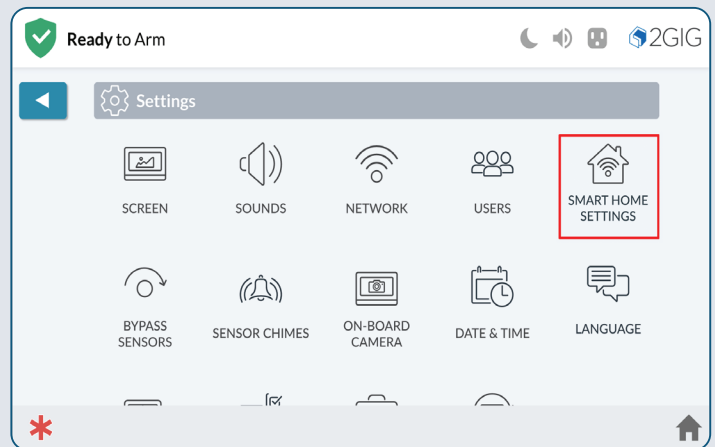 Ready to Arm
2GIG
Settings
SCREEN
SOUNDS
NETWORK
USERS
SMART HOME
SETTINGS
BYPASS
SENSORS
SENSOR CHIMES
ON-BOARD
CAMERA
DATE & TIME
LANGUAGE